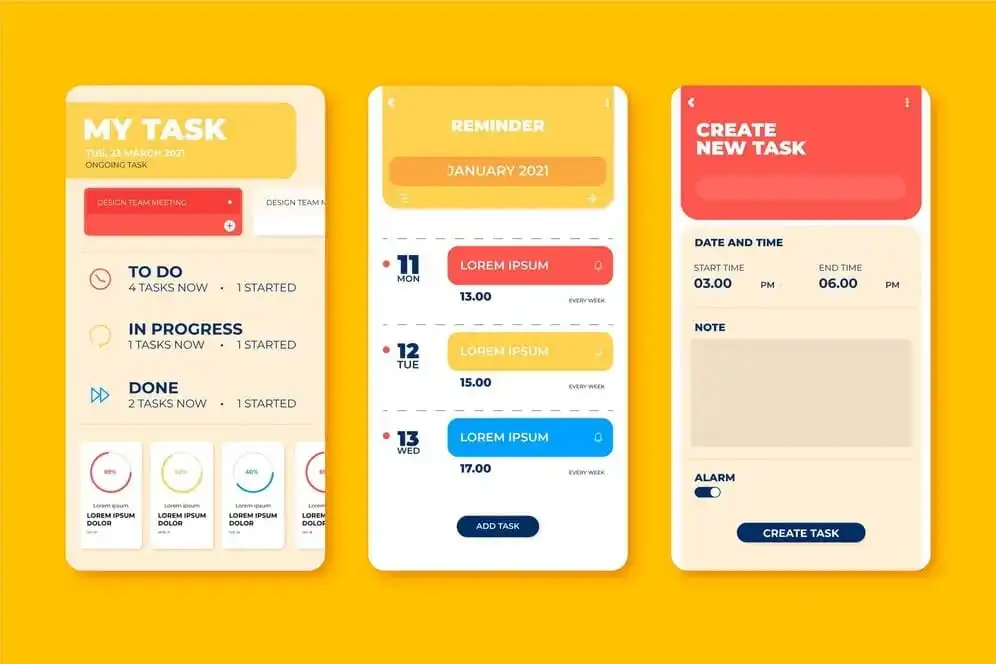 MY TASK
TUE, 23 MARCH 2021
ONGOING TASK
DESIGN TEAM MEETING
DESIGN TEAM M
TO DO
4 TASKS NOW • 1 STARTED
IN PROGRESS
1 TASKS NOW • 1 STARTED
DONE
2 TASKS NOW • 1 STARTED
40%
Lorem ipsum
LOREM IPSUM
DOLOR
Lorem ipsum
LOREM IPSUM
DOLOR
Lorem ipsum
LOREM IPSUM
DOLOR
Lorem
LOREM
DOLOR
REMINDER
JANUARY 2021
11
MON
LOREM IPSUM
13.00
EVERY WEEK
12
TUE
LOREM IPSUM
15.00
EVERY WEEK
13
WED
LOREM IPSUM
17.00
EVERY WEEK
ADD TASK
CREATE
NEW TASK
DATE AND TIME
START TIME
03.00 PM
END TIME
06.00 PM
NOTE
ALARM
CREATE TASK